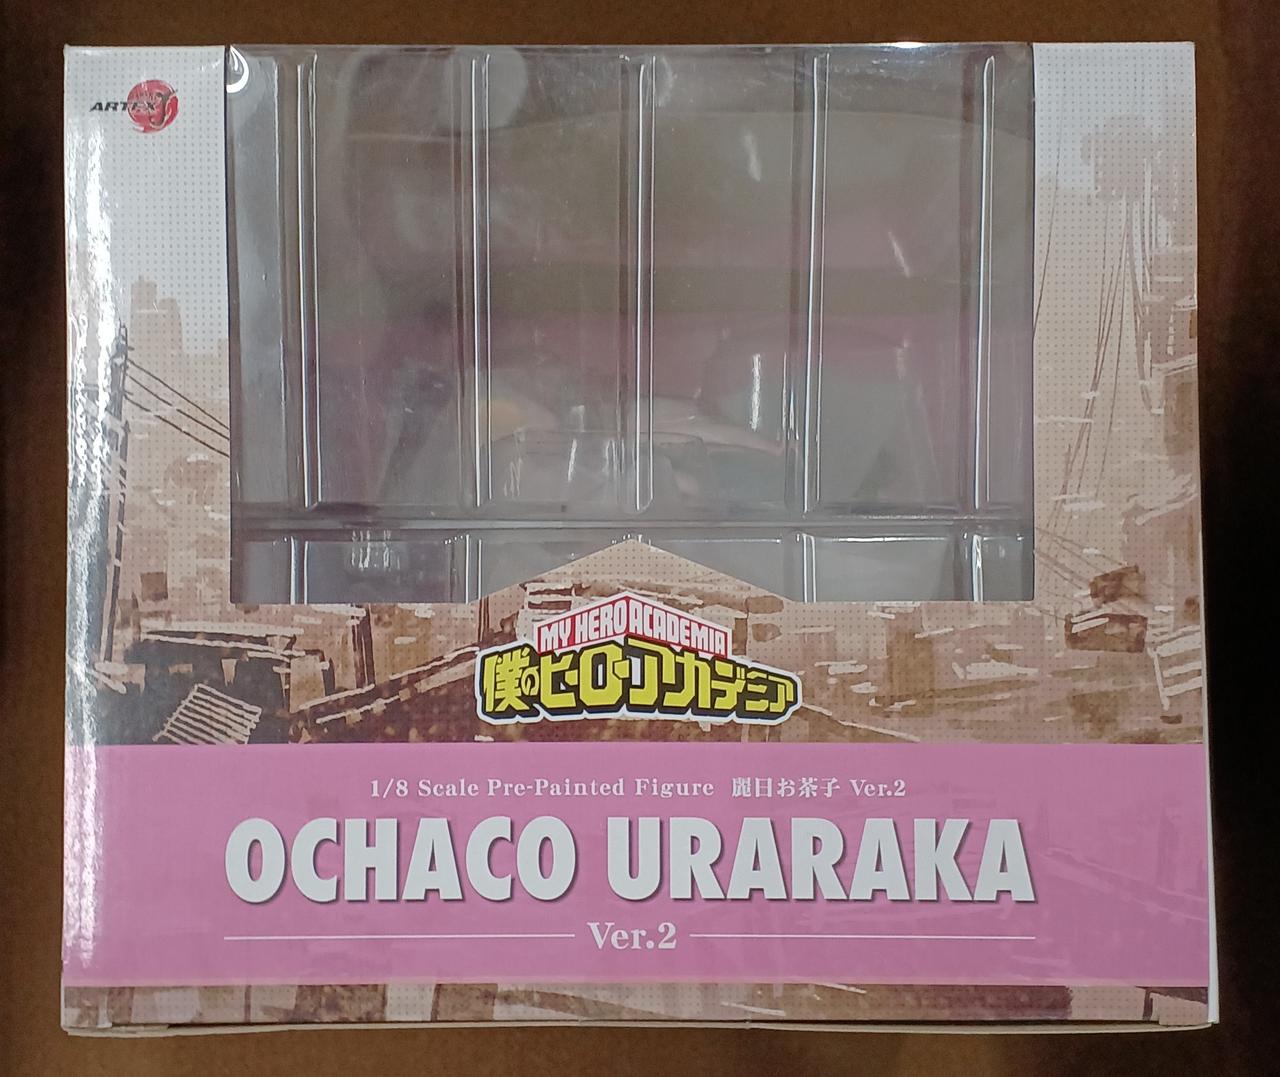 ARTFX J
MY HERO ACADEMIA
僕のヒーローアカデミア
1/8 Scale Pre-Painted Figure 麗日お茶子 Ver.2
OCHACO URARAKA
Ver.2